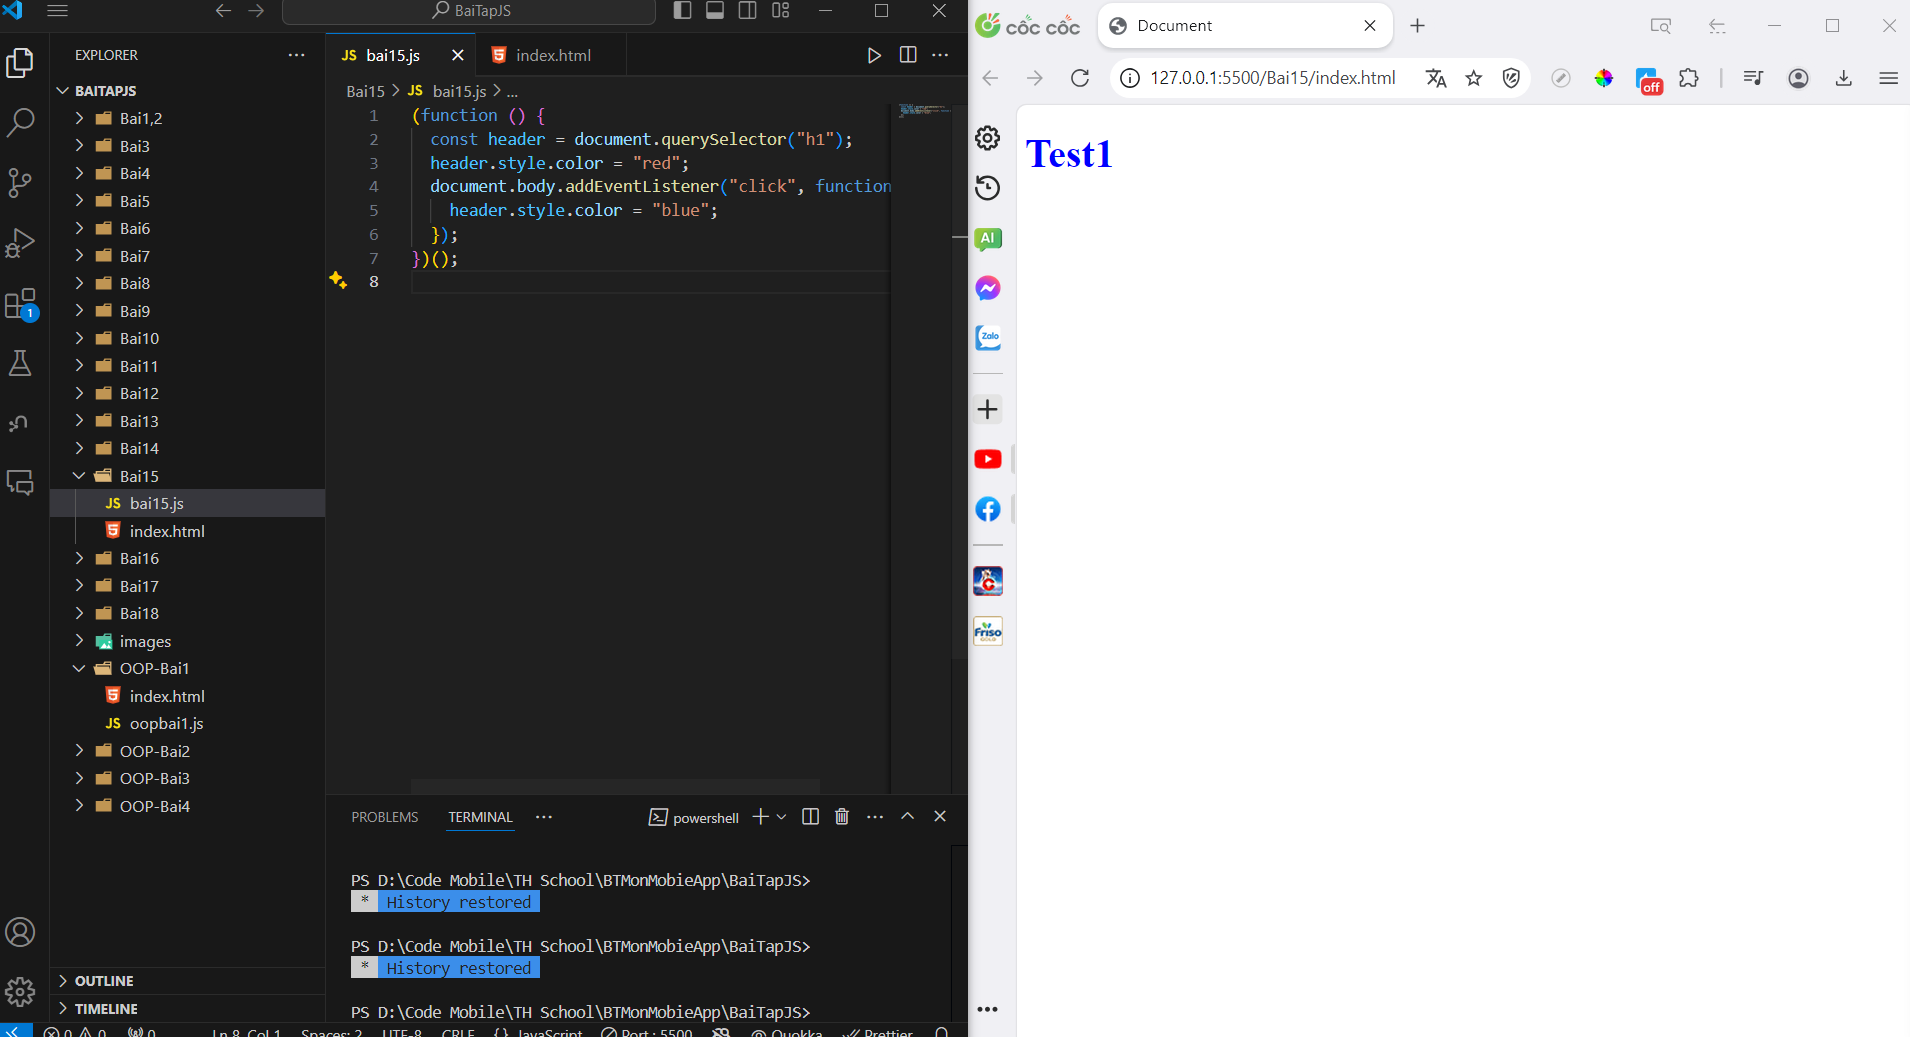 BaiTapJS
EXPLORER
BAITAPJS
Bai1,2
Bai3
Bai4
Bai5
Bai6
Bai7
Bai8
Bai9
Bai10
Bai11
Bai12
Bai13
Bai14
Bai15
JS bai15.js
index.html
Bai16
Bai17
Bai18
images
OOP-Bai1
index.html
JS oopbai1.js
OOP-Bai2
OOP-Bai3
OOP-Bai4
OUTLINE
TIMELINE
1
JS bai15.js
index.html
Bai15 > JS bai15.js > ...
1 (function () {
2 const header = document.querySelector("h1");
3 header.style.color = "red";
4 document.body.addEventListener("click", function
5 header.style.color = "blue";
6 });
7 })();
8
PROBLEMS TERMINAL ... powershell
PS D:\Code Mobile\TH School\BTMonMobieApp\BaiTapJS>
* History restored
PS D:\Code Mobile\TH School\BTMonMobieApp\BaiTapJS>
* History restored
PS D:\Code Mobile\TH School\BTMonMobieApp\BaiTapJS>
0 0 0 Ln 8, Col 1 Spaces: 2 UTF-8 CRLF {} JavaScript Port : 5500 Quokka Prettier
CỐC CỐC
Document
127.0.0.1:5500/Bai15/index.html
off
AI
Zalo
Friso
GOLD
Test1